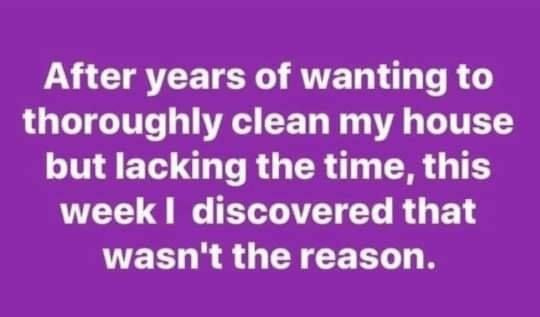 After years of wanting to
thoroughly clean my house
but lacking the time, this
week I  discovered that
wasn't the reason.